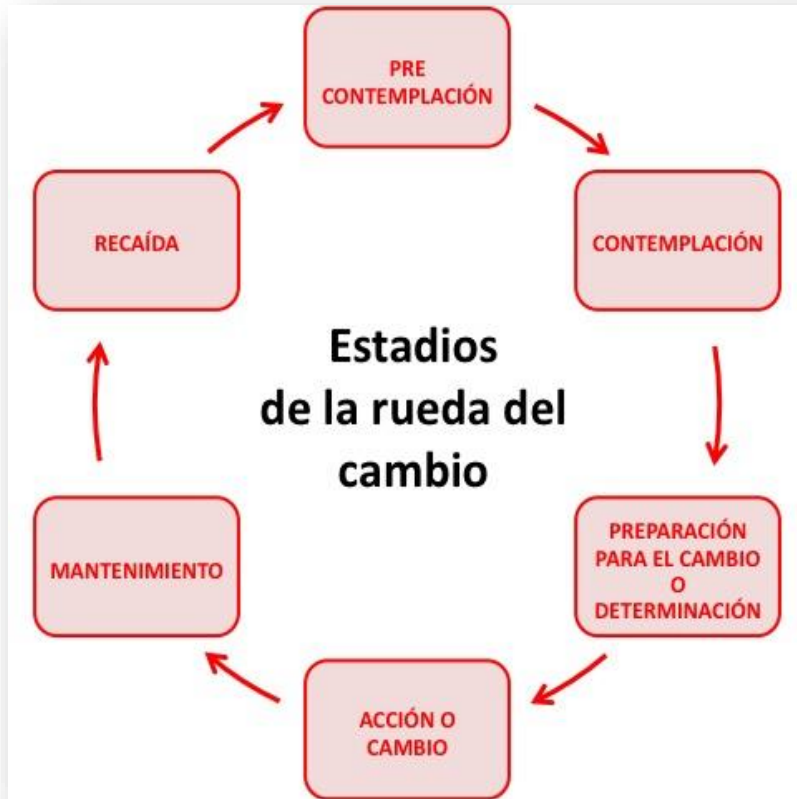 PRE
CONTEMPLACIÓN
CONTEMPLACIÓN
PREPARACIÓN
PARA EL CAMBIO
O
DETERMINACIÓN
ACCIÓN O
CAMBIO
MANTENIMIENTO
RECAÍDA
Estadios
de la rueda del
cambio